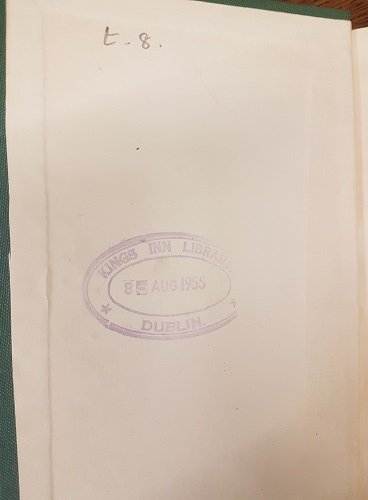 t. 8.
KINGS INN LIBRARY
8 AUG 1955
DUBLIN.